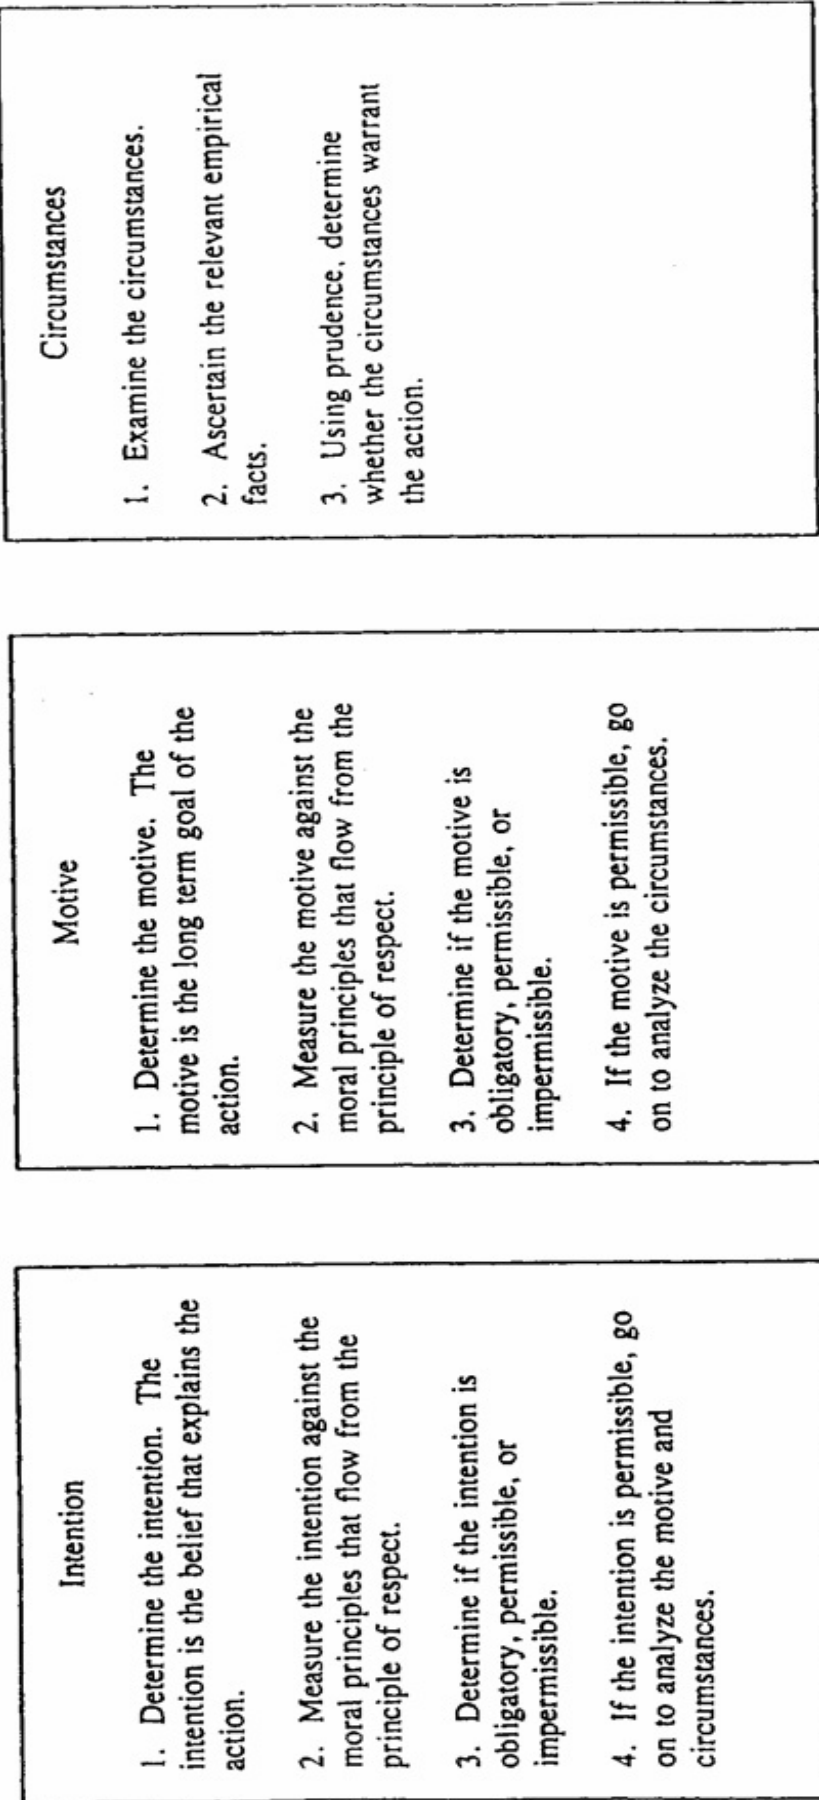 Intention
1. Determine the intention. The
intention is the belief that explains the
action.
2. Measure the intention against the
moral principles that flow from the
principle of respect.
3. Determine if the intention is
obligatory, permissible, or
impermissible.
4. If the intention is permissible, go
on to analyze the motive and
circumstances.
Motive
1. Determine the motive. The
motive is the long term goal of the
action.
2. Measure the motive against the
moral principles that flow from the
principle of respect.
3. Determine if the motive is
obligatory, permissible, or
impermissible.
4. If the motive is permissible, go
on to analyze the circumstances.
Circumstances
1. Examine the circumstances.
2. Ascertain the relevant empirical
facts.
3. Using prudence, determine
whether the circumstances warrant
the action.